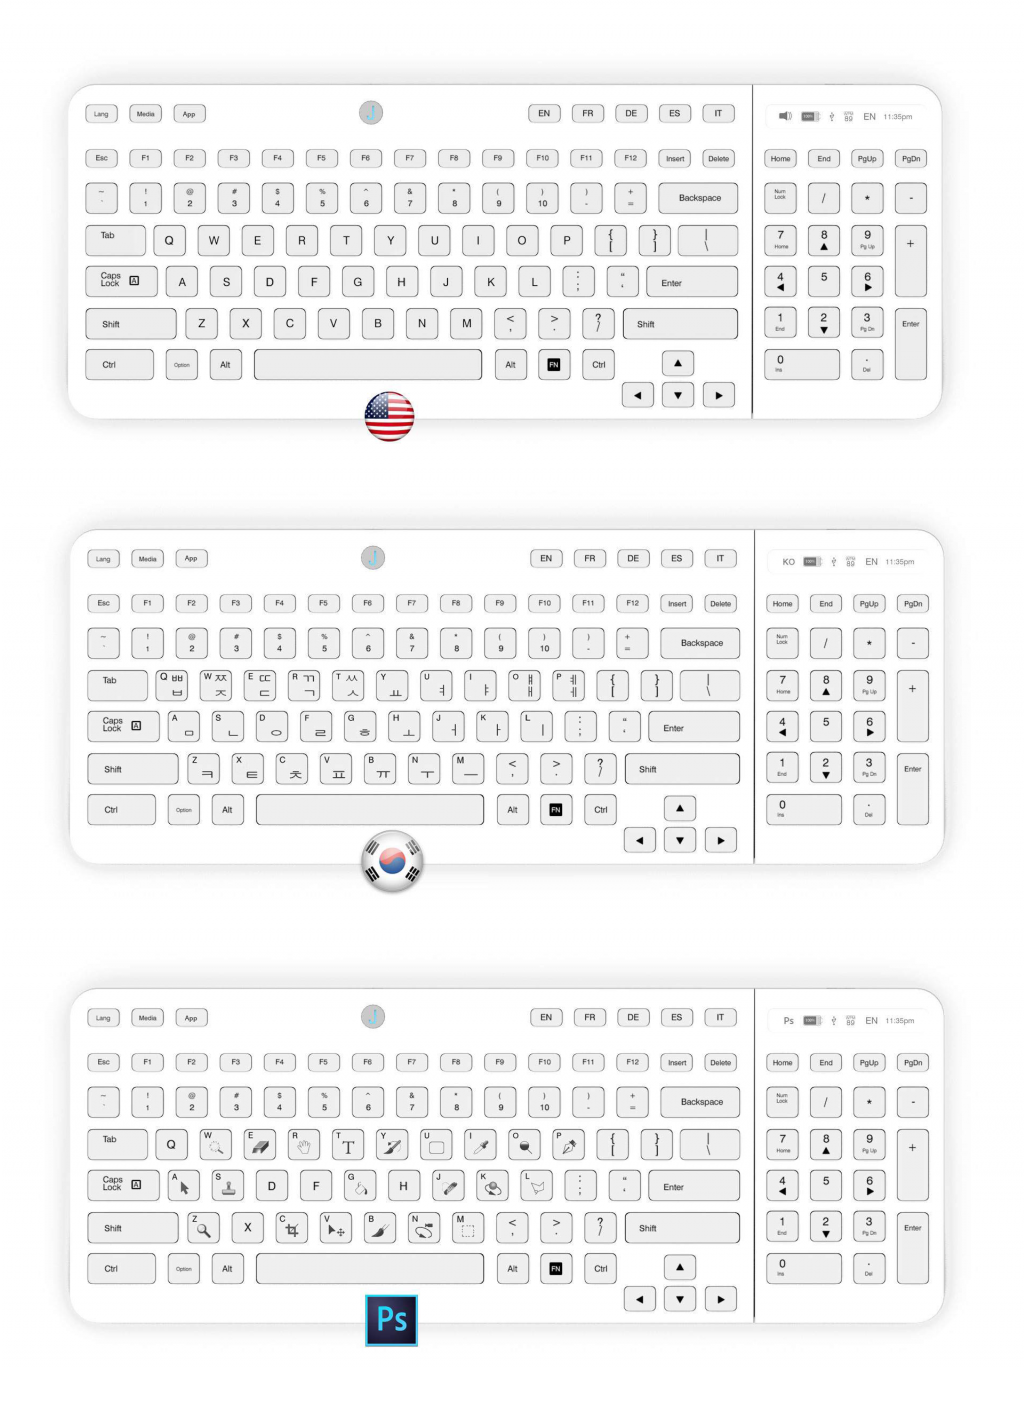 Lang Media App EN FR DE ES IT EN 11:35pm
Esc F1 F2 F3 F4 F5 F6 F7 F8 F9 F10 F11 F12 Insert Delete Home End PgUp PgDn
~ ! @ # $ % ^ & * ( ) ) + Num
` 1 2 3 4 5 6 7 8 9 10 - = Backspace Lock / * -
Tab Q W E R T Y U I O P { } | 7 8 9 +
[ ] \ Home ▲ Pg Up
Caps
Lock A A S D F G H J K L : “ Enter 4 5 6
; ‘ ◀ ▶
Shift Z X C V B N M < > ? Shift 1 2 3 Enter
, . / End ▼ Pg Dn
Ctrl Option Alt Alt FN Ctrl ▲ 0 .
Ins Del
◀ ▼ ▶
Lang Media App EN FR DE ES IT KO EN 11:35pm
Esc F1 F2 F3 F4 F5 F6 F7 F8 F9 F10 F11 F12 Insert Delete Home End PgUp PgDn
~ ! @ # $ % ^ & * ( ) ) + Num
` 1 2 3 4 5 6 7 8 9 10 - = Backspace Lock / * -
Tab Q ㅃ W ㅉ E ㄸ R ㄲ T ㅆ Y U I O ㅒ P ㅖ { } | 7 8 9 +
ㅂ ㅈ ㄷ ㄱ ㅅ ㅛ ㅕ ㅑ ㅐ ㅔ [ ] \ Home ▲ Pg Up
Caps
Lock A A S D F G H J K L : “ Enter 4 5 6
ㅁ ㄴ ㅇ ㄹ ㅎ ㅗ ㅓ ㅏ ㅣ ; ‘ ◀ ▶
Shift Z X C V B N M < > ? Shift 1 2 3 Enter
ㅋ ㅌ ㅊ ㅍ ㅠ ㅜ ㅡ , . / End ▼ Pg Dn
Ctrl Option Alt Alt FN Ctrl ▲ 0 .
Ins Del
◀ ▼ ▶
Lang Media App EN FR DE ES IT Ps EN 11:35pm
Esc F1 F2 F3 F4 F5 F6 F7 F8 F9 F10 F11 F12 Insert Delete Home End PgUp PgDn
~ ! @ # $ % ^ & * ( ) ) + Num
` 1 2 3 4 5 6 7 8 9 10 - = Backspace Lock / * -
Tab Q W E R T T Y U I O P { } | 7 8 9 +
[ ] \ Home ▲ Pg Up
Caps
Lock A A S D F G H J K L : “ Enter 4 5 6
; ‘ ◀ ▶
Shift Z X C V B N M < > ? Shift 1 2 3 Enter
, . / End ▼ Pg Dn
Ctrl Option Alt Alt FN Ctrl ▲ 0 .
Ins Del
◀ ▼ ▶
Ps